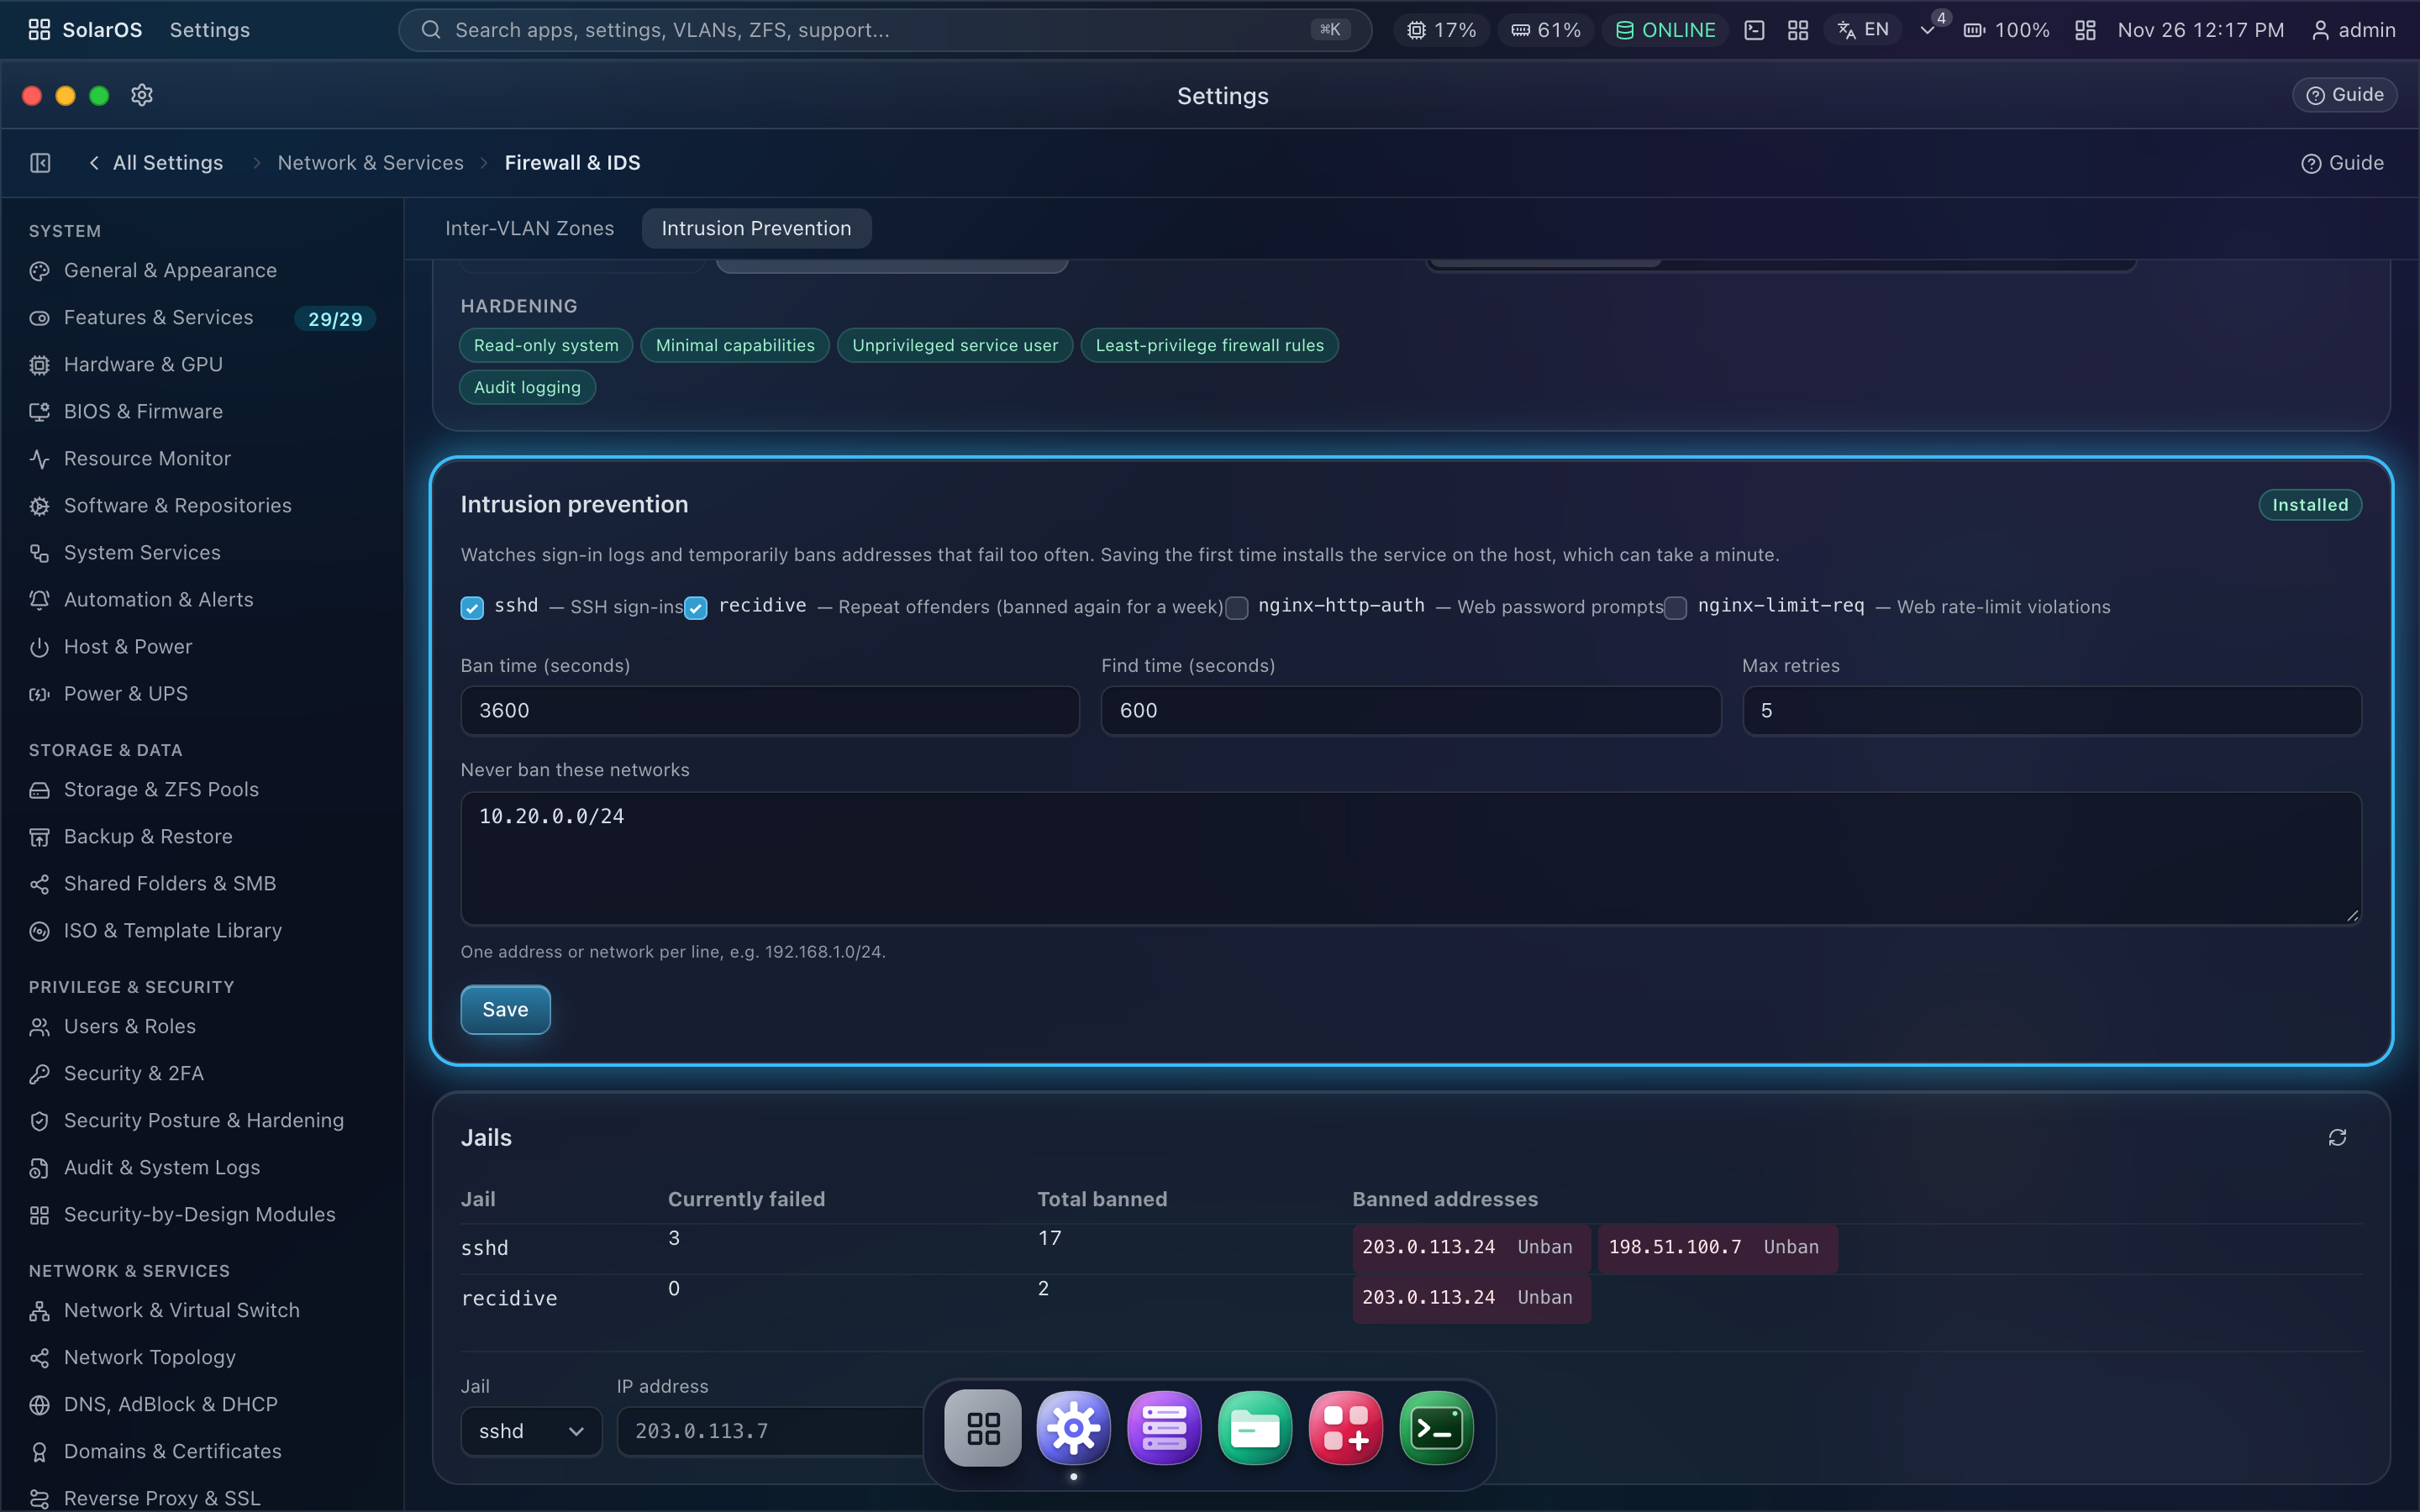 SolarOS Settings Search apps, settings, VLANs, ZFS, support... ⌘K 17% 61% ONLINE EN 4 100% Nov 26 12:17 PM admin
Settings Guide
All Settings Network & Services Firewall & IDS Guide
SYSTEM
General & Appearance
Features & Services 29/29
Hardware & GPU
BIOS & Firmware
Resource Monitor
Software & Repositories
System Services
Automation & Alerts
Host & Power
Power & UPS
STORAGE & DATA
Storage & ZFS Pools
Backup & Restore
Shared Folders & SMB
ISO & Template Library
PRIVILEGE & SECURITY
Users & Roles
Security & 2FA
Security Posture & Hardening
Audit & System Logs
Security-by-Design Modules
NETWORK & SERVICES
Network & Virtual Switch
Network Topology
DNS, AdBlock & DHCP
Domains & Certificates
Reverse Proxy & SSL
Inter-VLAN Zones Intrusion Prevention
HARDENING
Read-only system Minimal capabilities Unprivileged service user Least-privilege firewall rules
Audit logging
Intrusion prevention Installed
Watches sign-in logs and temporarily bans addresses that fail too often. Saving the first time installs the service on the host, which can take a minute.
sshd — SSH sign-ins recidive — Repeat offenders (banned again for a week) nginx-http-auth — Web password prompts nginx-limit-req — Web rate-limit violations
Ban time (seconds) Find time (seconds) Max retries
3600 600 5
Never ban these networks
10.20.0.0/24
One address or network per line, e.g. 192.168.1.0/24.
Save
Jails
Jail Currently failed Total banned Banned addresses
sshd 3 17 203.0.113.24 Unban 198.51.100.7 Unban
recidive 0 2 203.0.113.24 Unban
Jail IP address
sshd 203.0.113.7